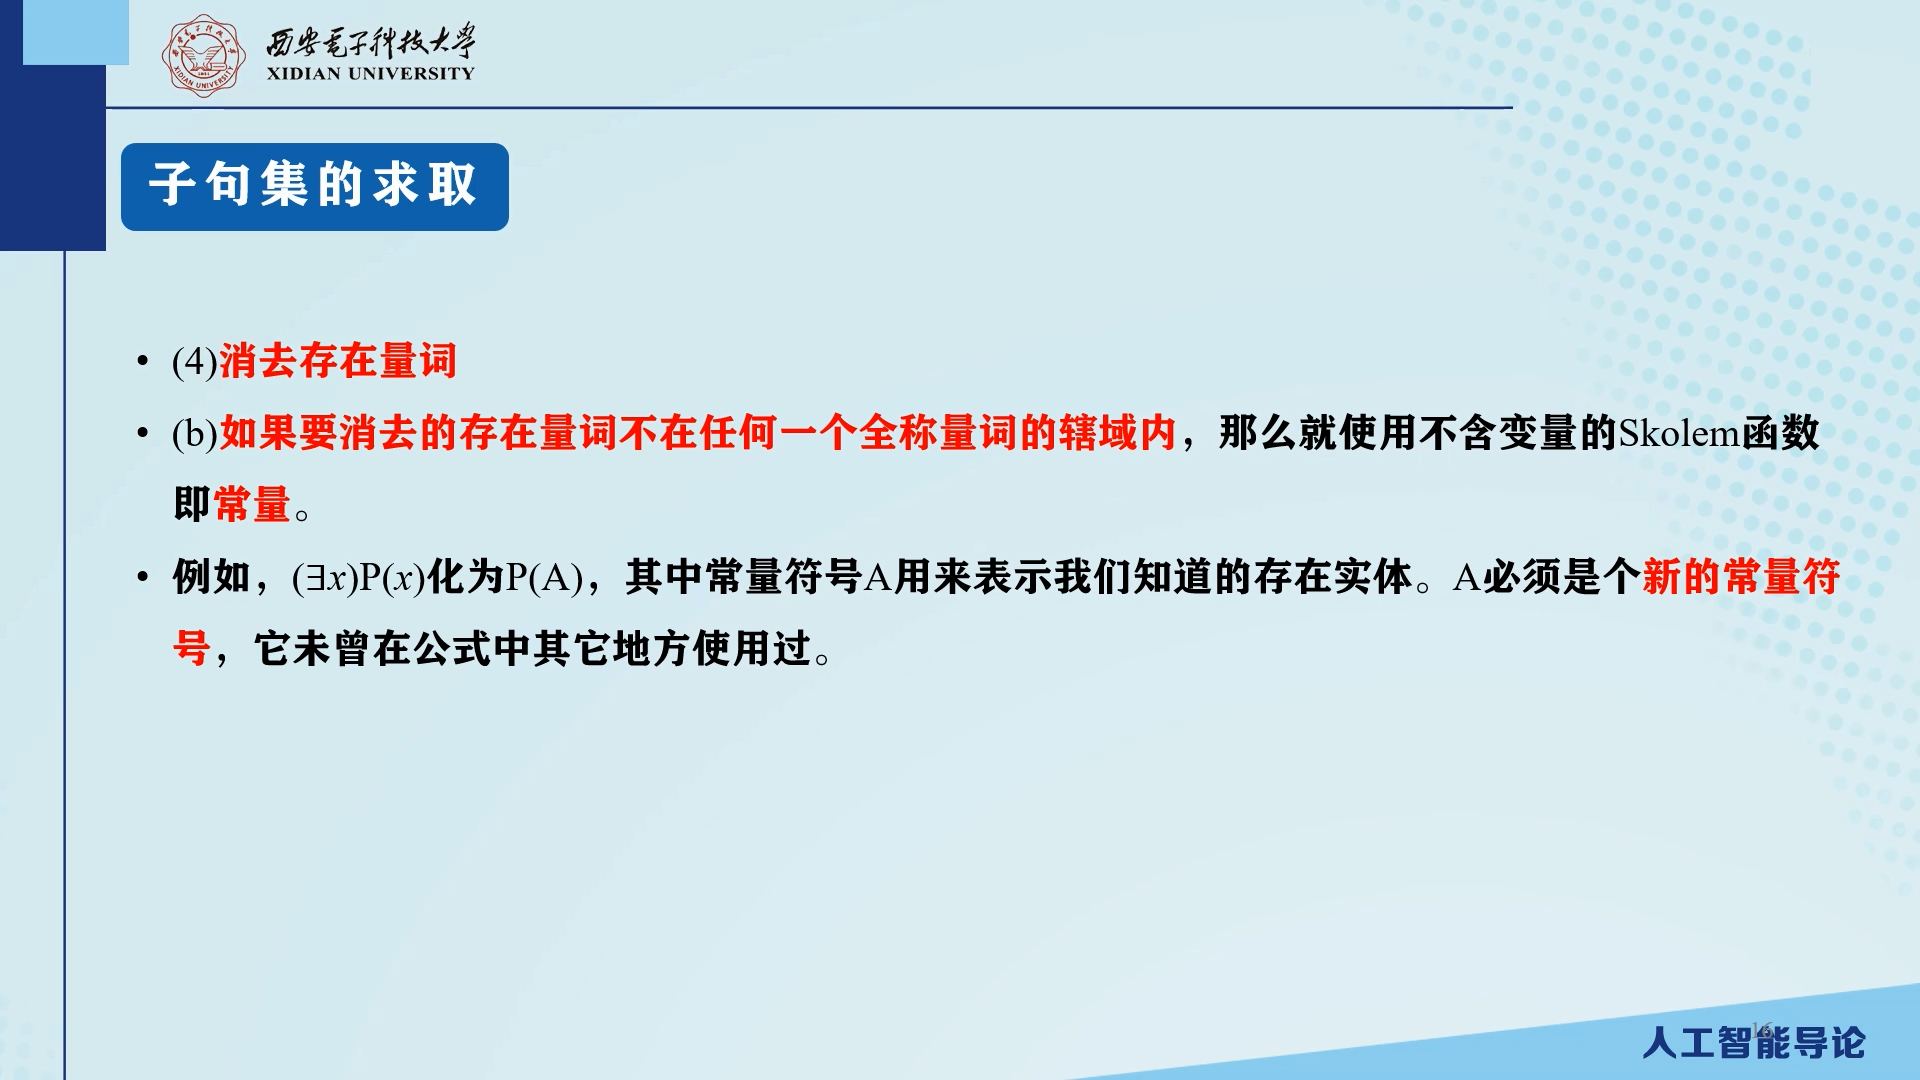 西安电子科技大学
XIDIAN UNIVERSITY
子句集的求取
• (4)消去存在量词
• (b)如果要消去的存在量词不在任何一个全称量词的辖域内，那么就使用不含变量的Skolem函数
即常量。
• 例如，(∃x)P(x)化为P(A)，其中常量符号A用来表示我们知道的存在实体。A必须是个新的常量符
号，它未曾在公式中其它地方使用过。
16
人工智能导论